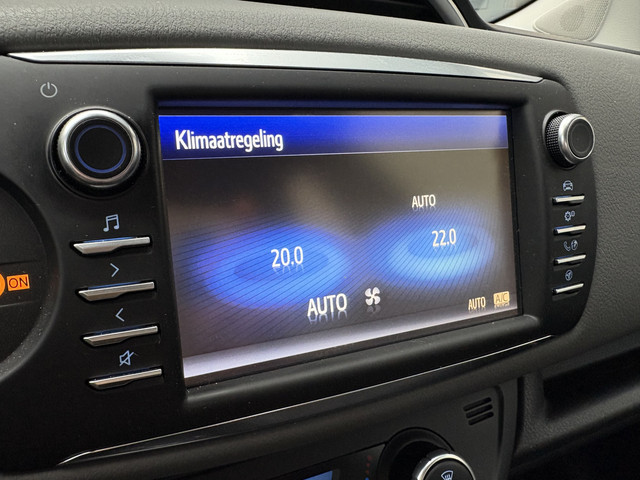 Klimaatregeling
AUTO
20.0
22.0
AUTO
AUTO A/C
ON